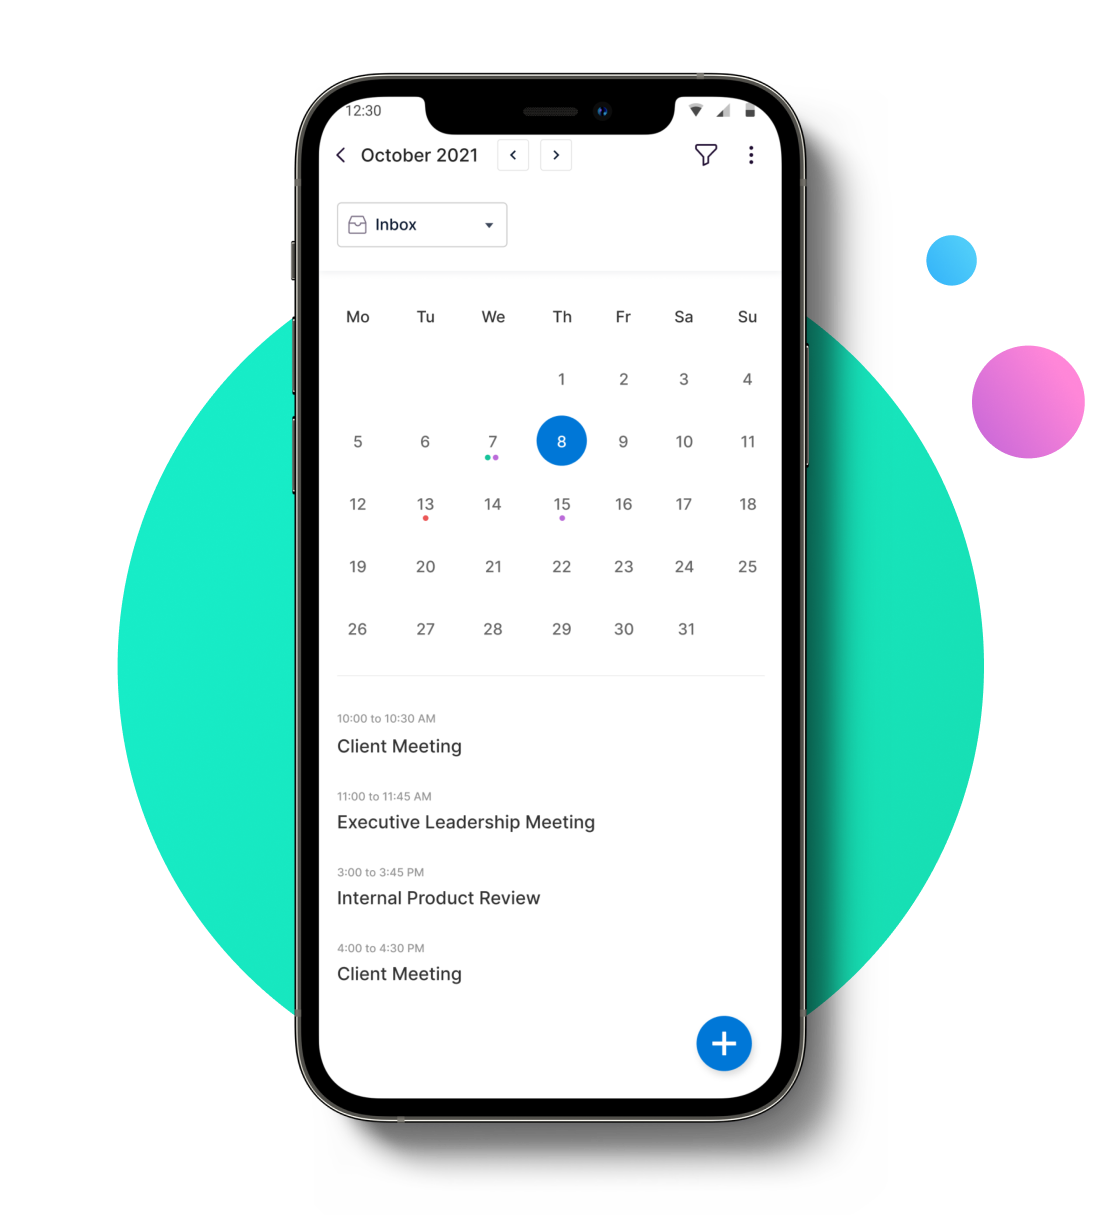 12:30
October 2021
Inbox
Mo Tu We Th Fr Sa Su
1 2 3 4
5 6 7 8 9 10 11
12 13 14 15 16 17 18
19 20 21 22 23 24 25
26 27 28 29 30 31
10:00 to 10:30 AM
Client Meeting
11:00 to 11:45 AM
Executive Leadership Meeting
3:00 to 3:45 PM
Internal Product Review
4:00 to 4:30 PM
Client Meeting